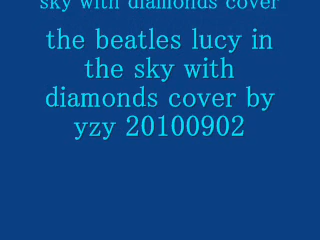 sky with diamonds cover
the beatles lucy in
the sky with
diamonds cover by
yzy 20100902